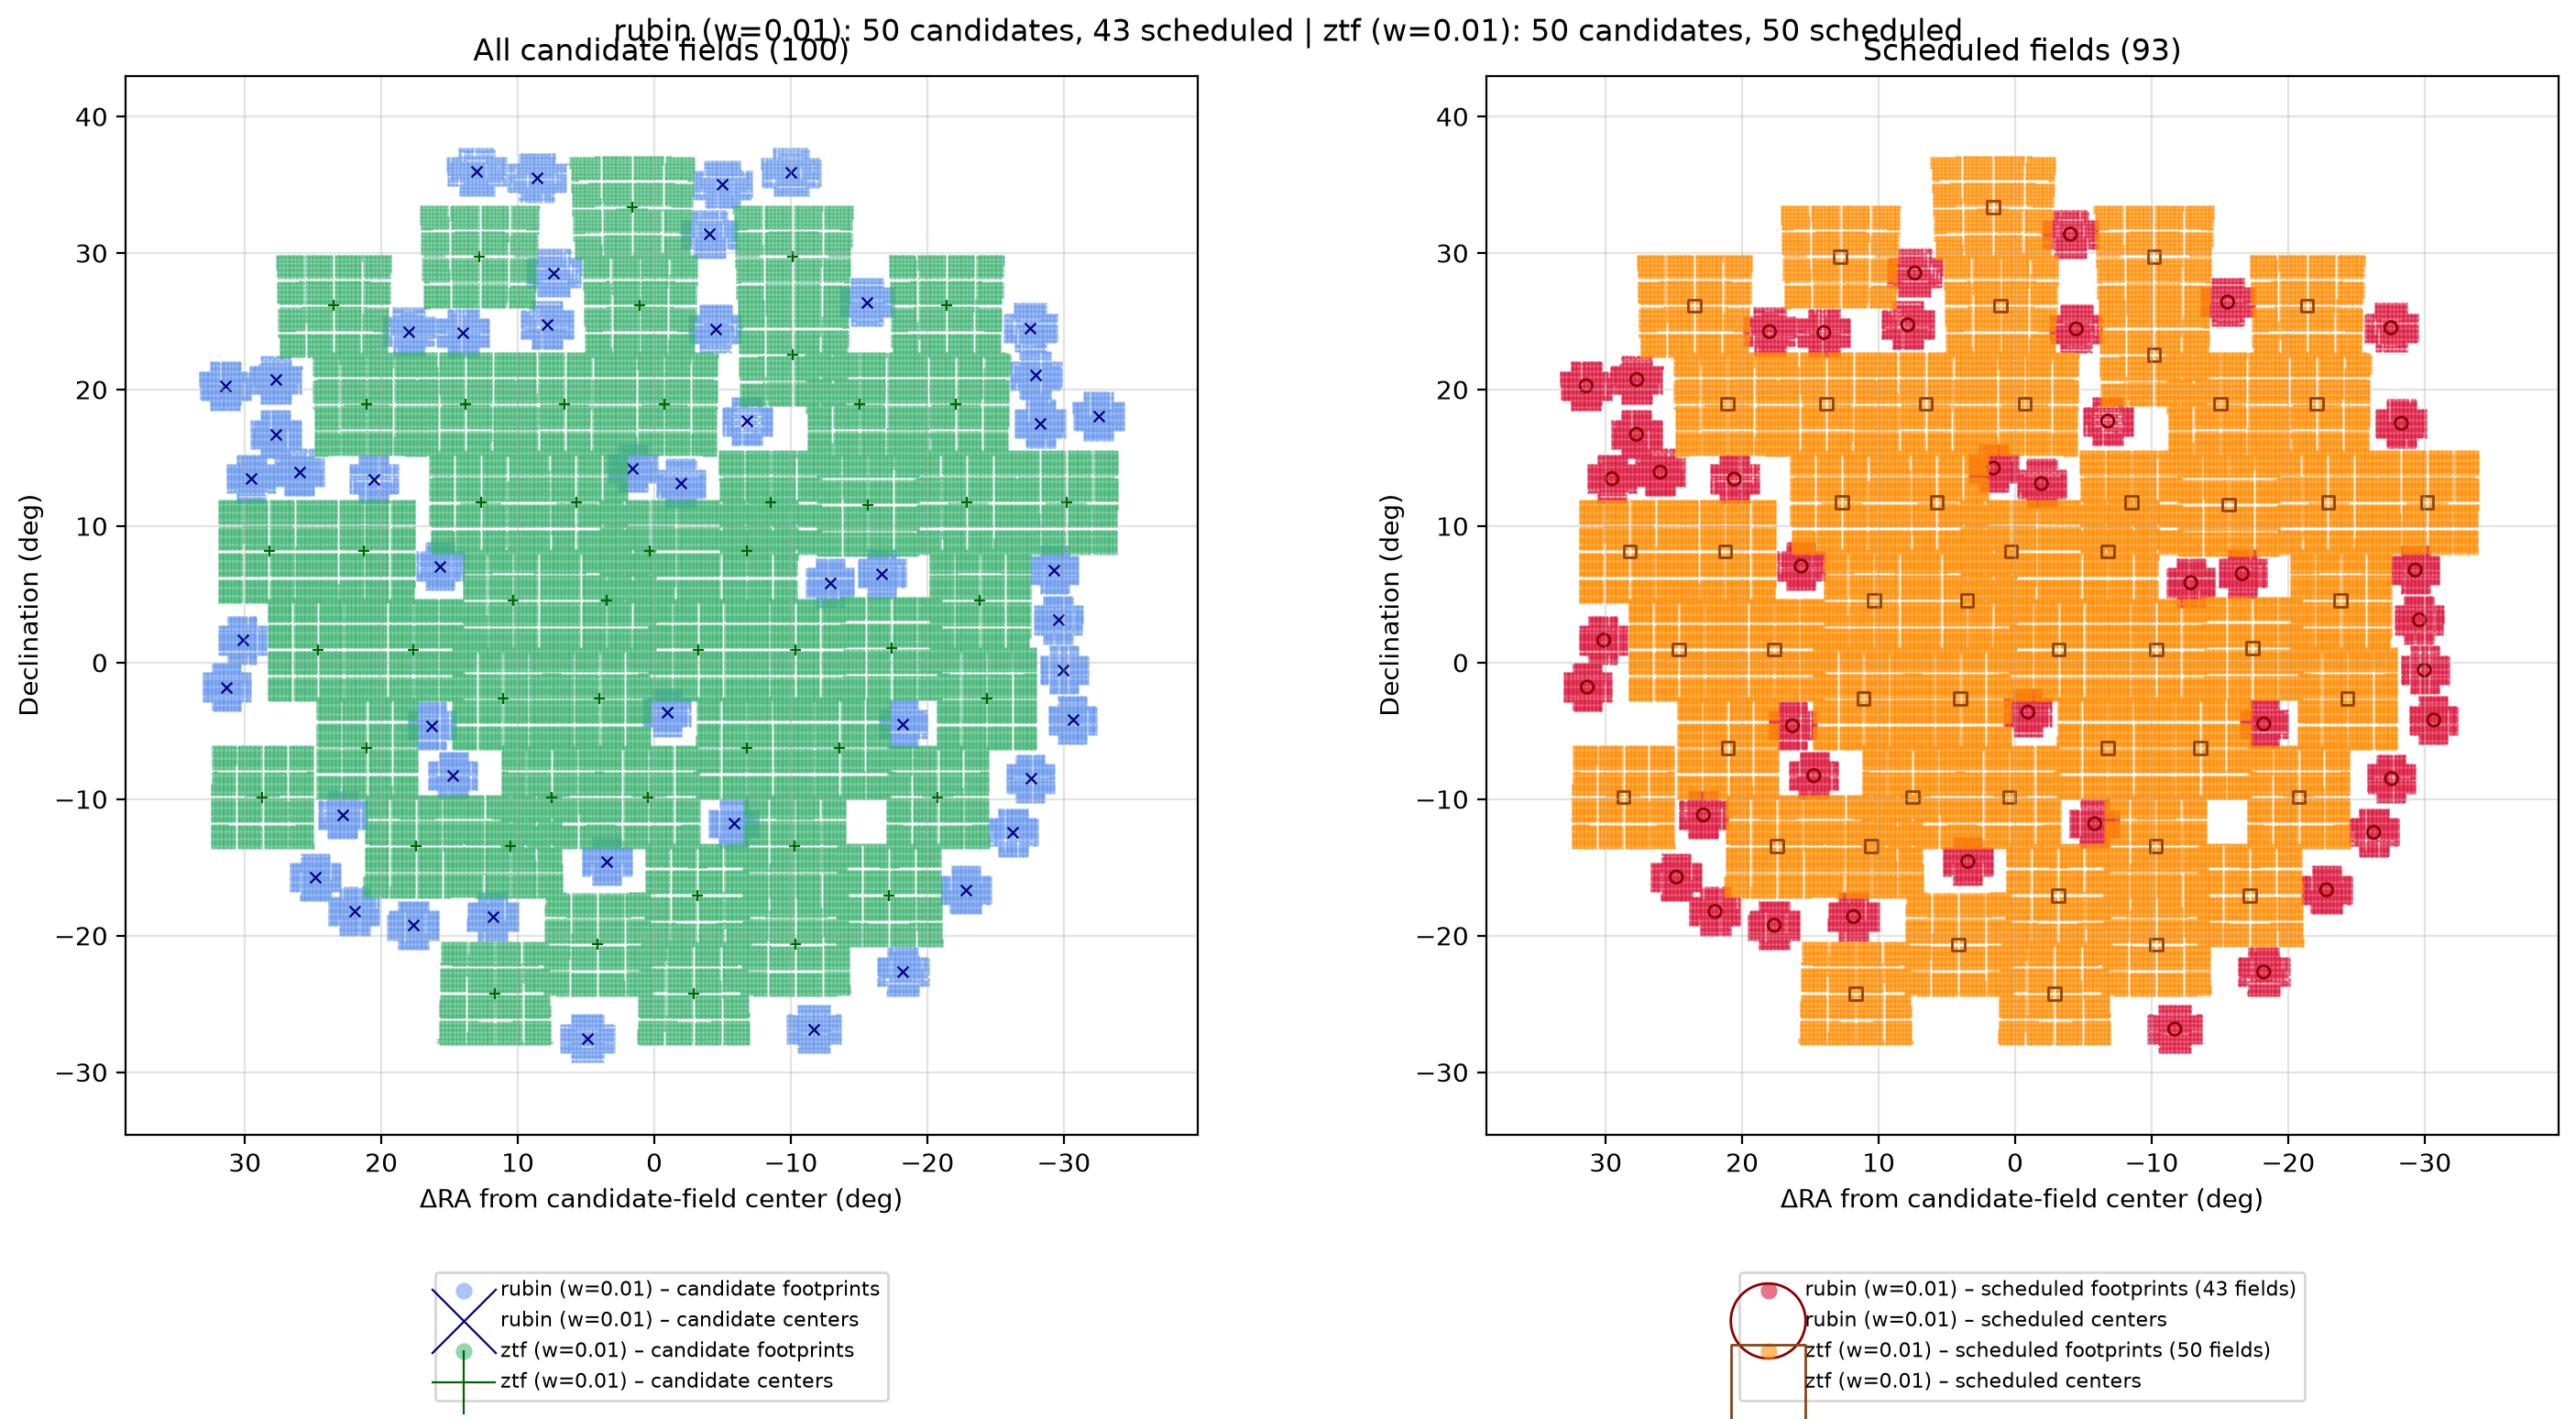 rubin (w=0.01): 50 candidates, 43 scheduled | ztf (w=0.01): 50 candidates, 50 scheduled
All candidate fields (100)
Scheduled fields (93)
40
30
20
10
0
−10
−20
−30
Declination (deg)
30
20
10
0
−10
−20
−30
ΔRA from candidate-field center (deg)
40
30
20
10
0
−10
−20
−30
Declination (deg)
30
20
10
0
−10
−20
−30
ΔRA from candidate-field center (deg)
rubin (w=0.01) – candidate footprints
rubin (w=0.01) – candidate centers
ztf (w=0.01) – candidate footprints
ztf (w=0.01) – candidate centers
rubin (w=0.01) – scheduled footprints (43 fields)
rubin (w=0.01) – scheduled centers
ztf (w=0.01) – scheduled footprints (50 fields)
ztf (w=0.01) – scheduled centers